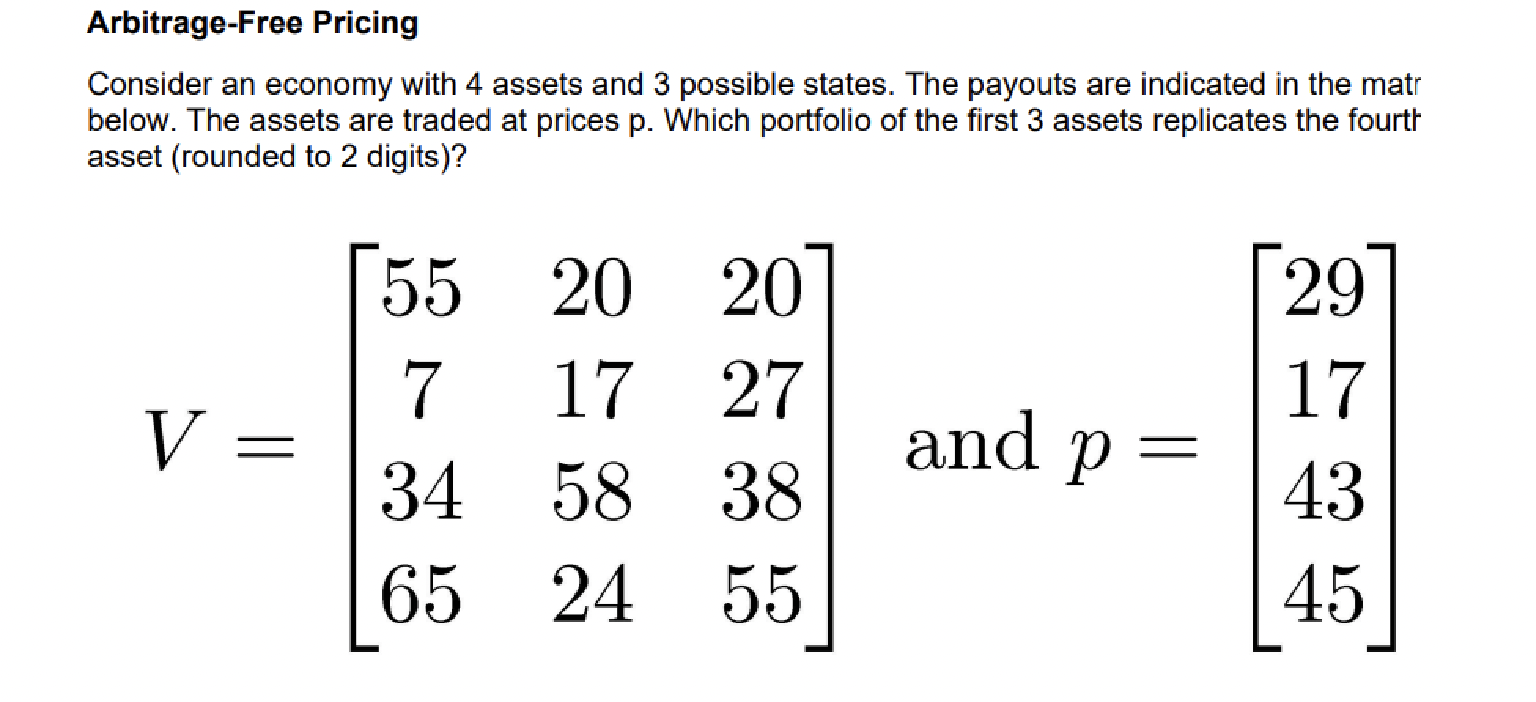 Arbitrage-Free Pricing
Consider an economy with 4 assets and 3 possible states. The payouts are indicated in the matr
below. The assets are traded at prices p. Which portfolio of the first 3 assets replicates the fourth
asset (rounded to 2 digits)?
V = [55 20 20
7 17 27
34 58 38
65 24 55] and p = [29
17
43
45]